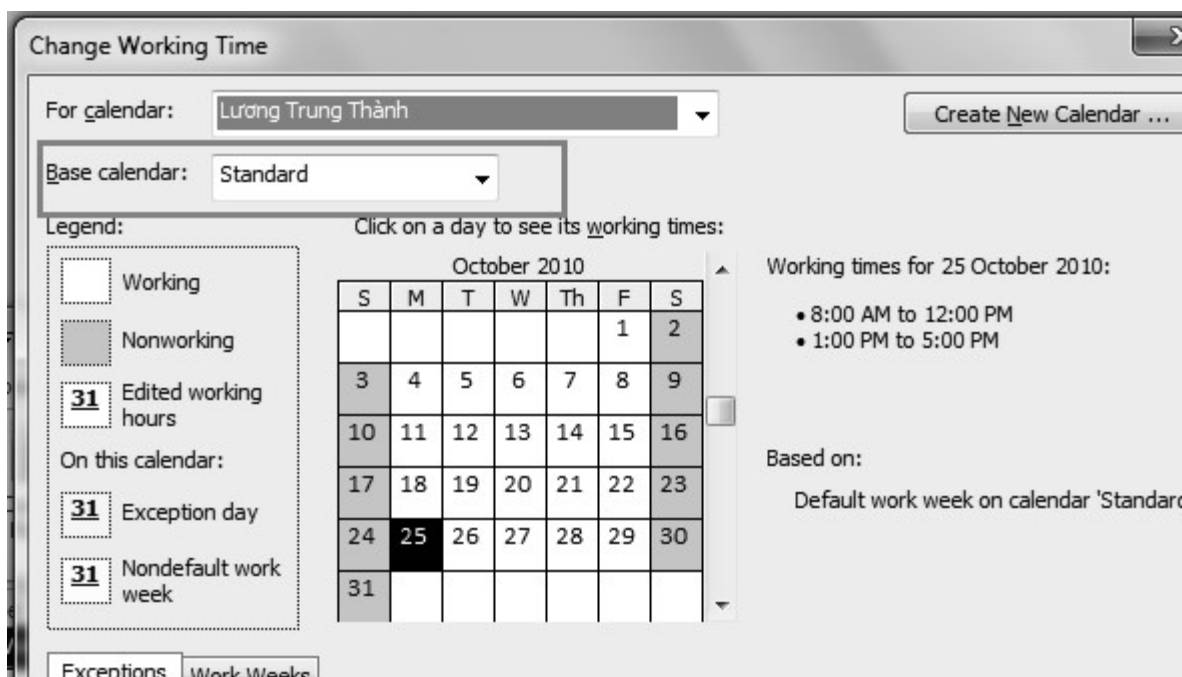 Change Working Time
For calendar: Lương Trung Thành Create New Calendar ...
Base calendar: Standard
Legend:
Click on a day to see its working times:
Working
Nonworking
31 Edited working
hours
On this calendar:
31 Exception day
31 Nondefault work
week
October 2010
S M T W Th F S
1 2
3 4 5 6 7 8 9
10 11 12 13 14 15 16
17 18 19 20 21 22 23
24 25 26 27 28 29 30
31
Working times for 25 October 2010:
• 8:00 AM to 12:00 PM
• 1:00 PM to 5:00 PM
Based on:
Default work week on calendar 'Standard
Exceptions Work Weeks